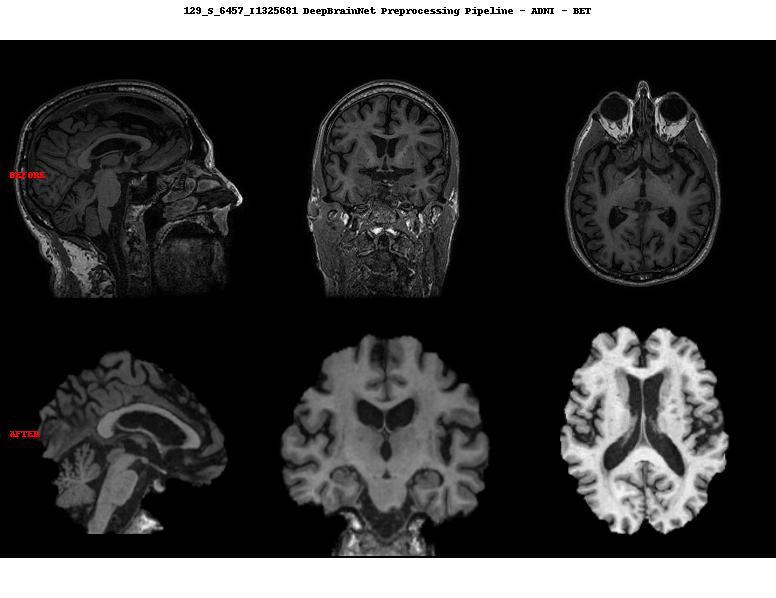 129_S_6457_I1325681 DeepBrainNet Preprocessing Pipeline - ADNI - BET
BEFORE
AFTER